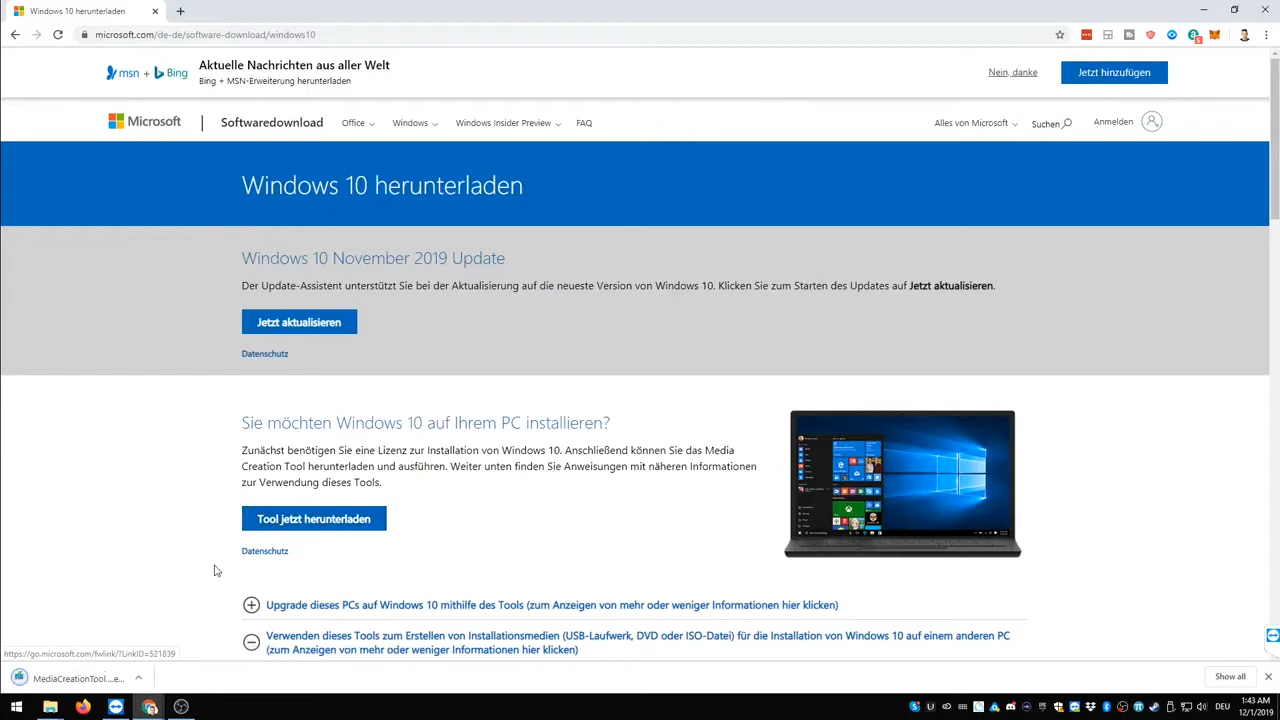 Windows 10 herunterladen
microsoft.com/de-de/software-download/windows10
msn + Bing
Aktuelle Nachrichten aus aller Welt
Bing + MSN-Erweiterung herunterladen
Nein, danke
Jetzt hinzufügen
Microsoft
Softwaredownload
Office
Windows
Windows Insider Preview
FAQ
Alles von Microsoft
Suchen
Anmelden
Windows 10 herunterladen
Windows 10 November 2019 Update
Der Update-Assistent unterstützt Sie bei der Aktualisierung auf die neueste Version von Windows 10. Klicken Sie zum Starten des Updates auf Jetzt aktualisieren.
Jetzt aktualisieren
Datenschutz
Sie möchten Windows 10 auf Ihrem PC installieren?
Zunächst benötigen Sie eine Lizenz zur Installation von Windows 10. Anschließend können Sie das Media
Creation Tool herunterladen und ausführen. Weiter unten finden Sie Anweisungen mit näheren Informationen
zur Verwendung dieses Tools.
Tool jetzt herunterladen
Datenschutz
Upgrade dieses PCs auf Windows 10 mithilfe des Tools (zum Anzeigen von mehr oder weniger Informationen hier klicken)
Verwenden dieses Tools zum Erstellen von Installationsmedien (USB-Laufwerk, DVD oder ISO-Datei) für die Installation von Windows 10 auf einem anderen PC
(zum Anzeigen von mehr oder weniger Informationen hier klicken)
https://go.microsoft.com/fwlink/?LinkID=521839
MediaCreationTool....e...
Show all
DEU
1:43 AM
12/1/2019